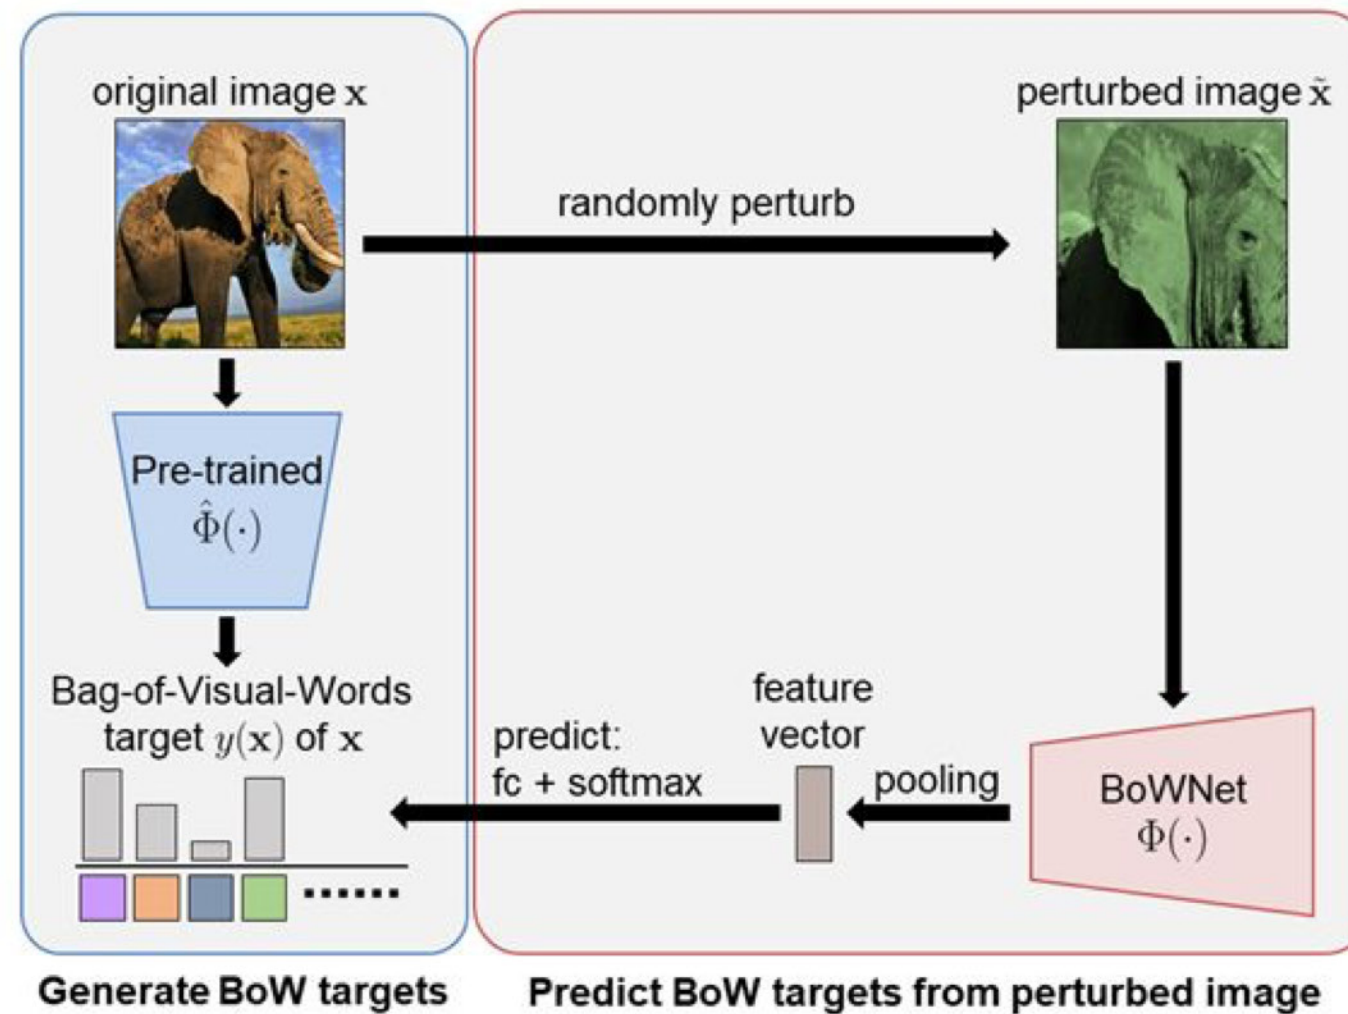 original image x
perturbed image x̃
randomly perturb
Pre-trained
Φ̂(·)
Bag-of-Visual-Words
target y(x) of x
predict:
fc + softmax
feature
vector
pooling
BoWNet
Φ(·)
Generate BoW targets
Predict BoW targets from perturbed image